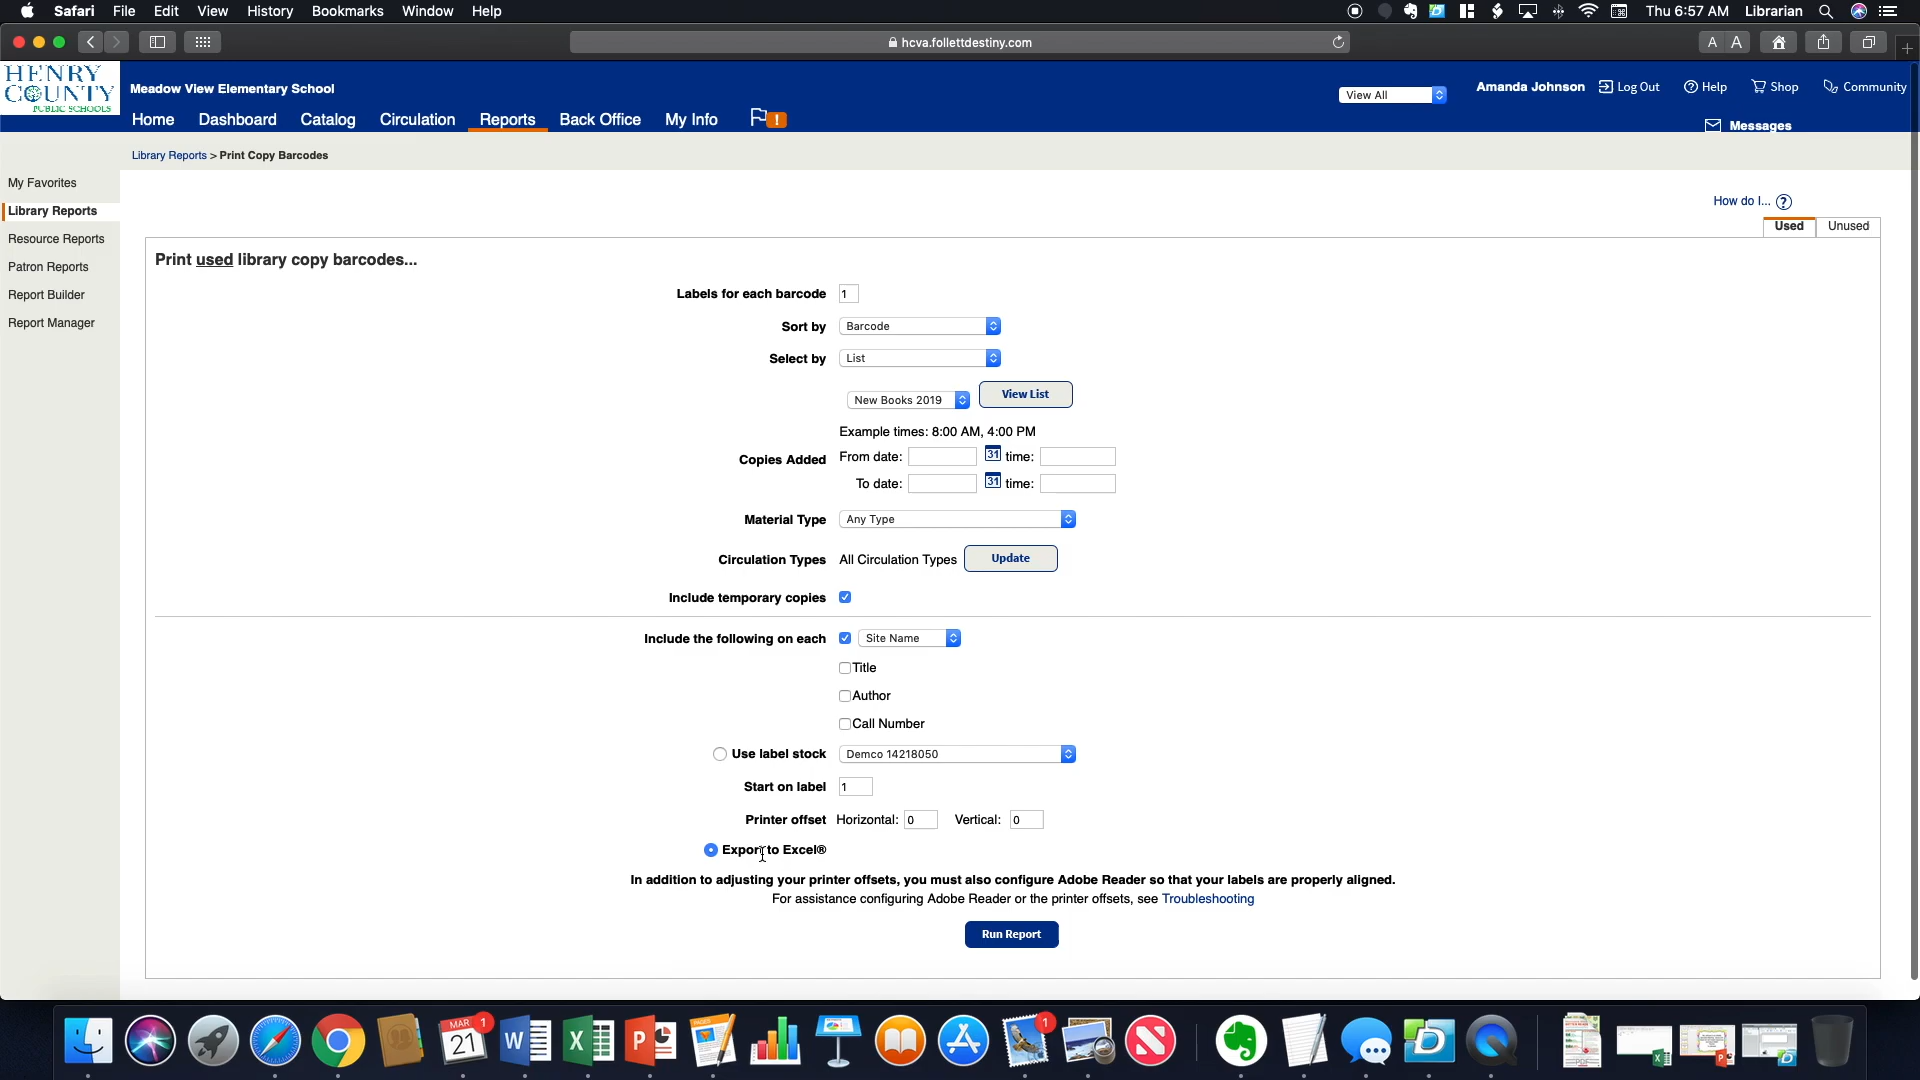 Safari File Edit View History Bookmarks Window Help Thu 6:57 AM Librarian
hcva.follettdestiny.com A A
HENRY
COUNTY
PUBLIC SCHOOLS
Meadow View Elementary School
View All Amanda Johnson Log Out ? Help Shop Community
Home Dashboard Catalog Circulation Reports Back Office My Info !
Messages
Library Reports > Print Copy Barcodes
My Favorites
Library Reports
Resource Reports
Patron Reports
Report Builder
Report Manager
How do I... ?
Used Unused
Print used library copy barcodes...
Labels for each barcode 1
Sort by Barcode
Select by List
New Books 2019 View List
Example times: 8:00 AM, 4:00 PM
Copies Added From date: 31 time:
To date: 31 time:
Material Type Any Type
Circulation Types All Circulation Types Update
Include temporary copies
Include the following on each Site Name
Title
Author
Call Number
Use label stock Demco 14218050
Start on label 1
Printer offset Horizontal: 0 Vertical: 0
Export to Excel®
In addition to adjusting your printer offsets, you must also configure Adobe Reader so that your labels are properly aligned.
For assistance configuring Adobe Reader or the printer offsets, see Troubleshooting
Run Report
MAR 1
21
W X P
PAGES
1
N
D